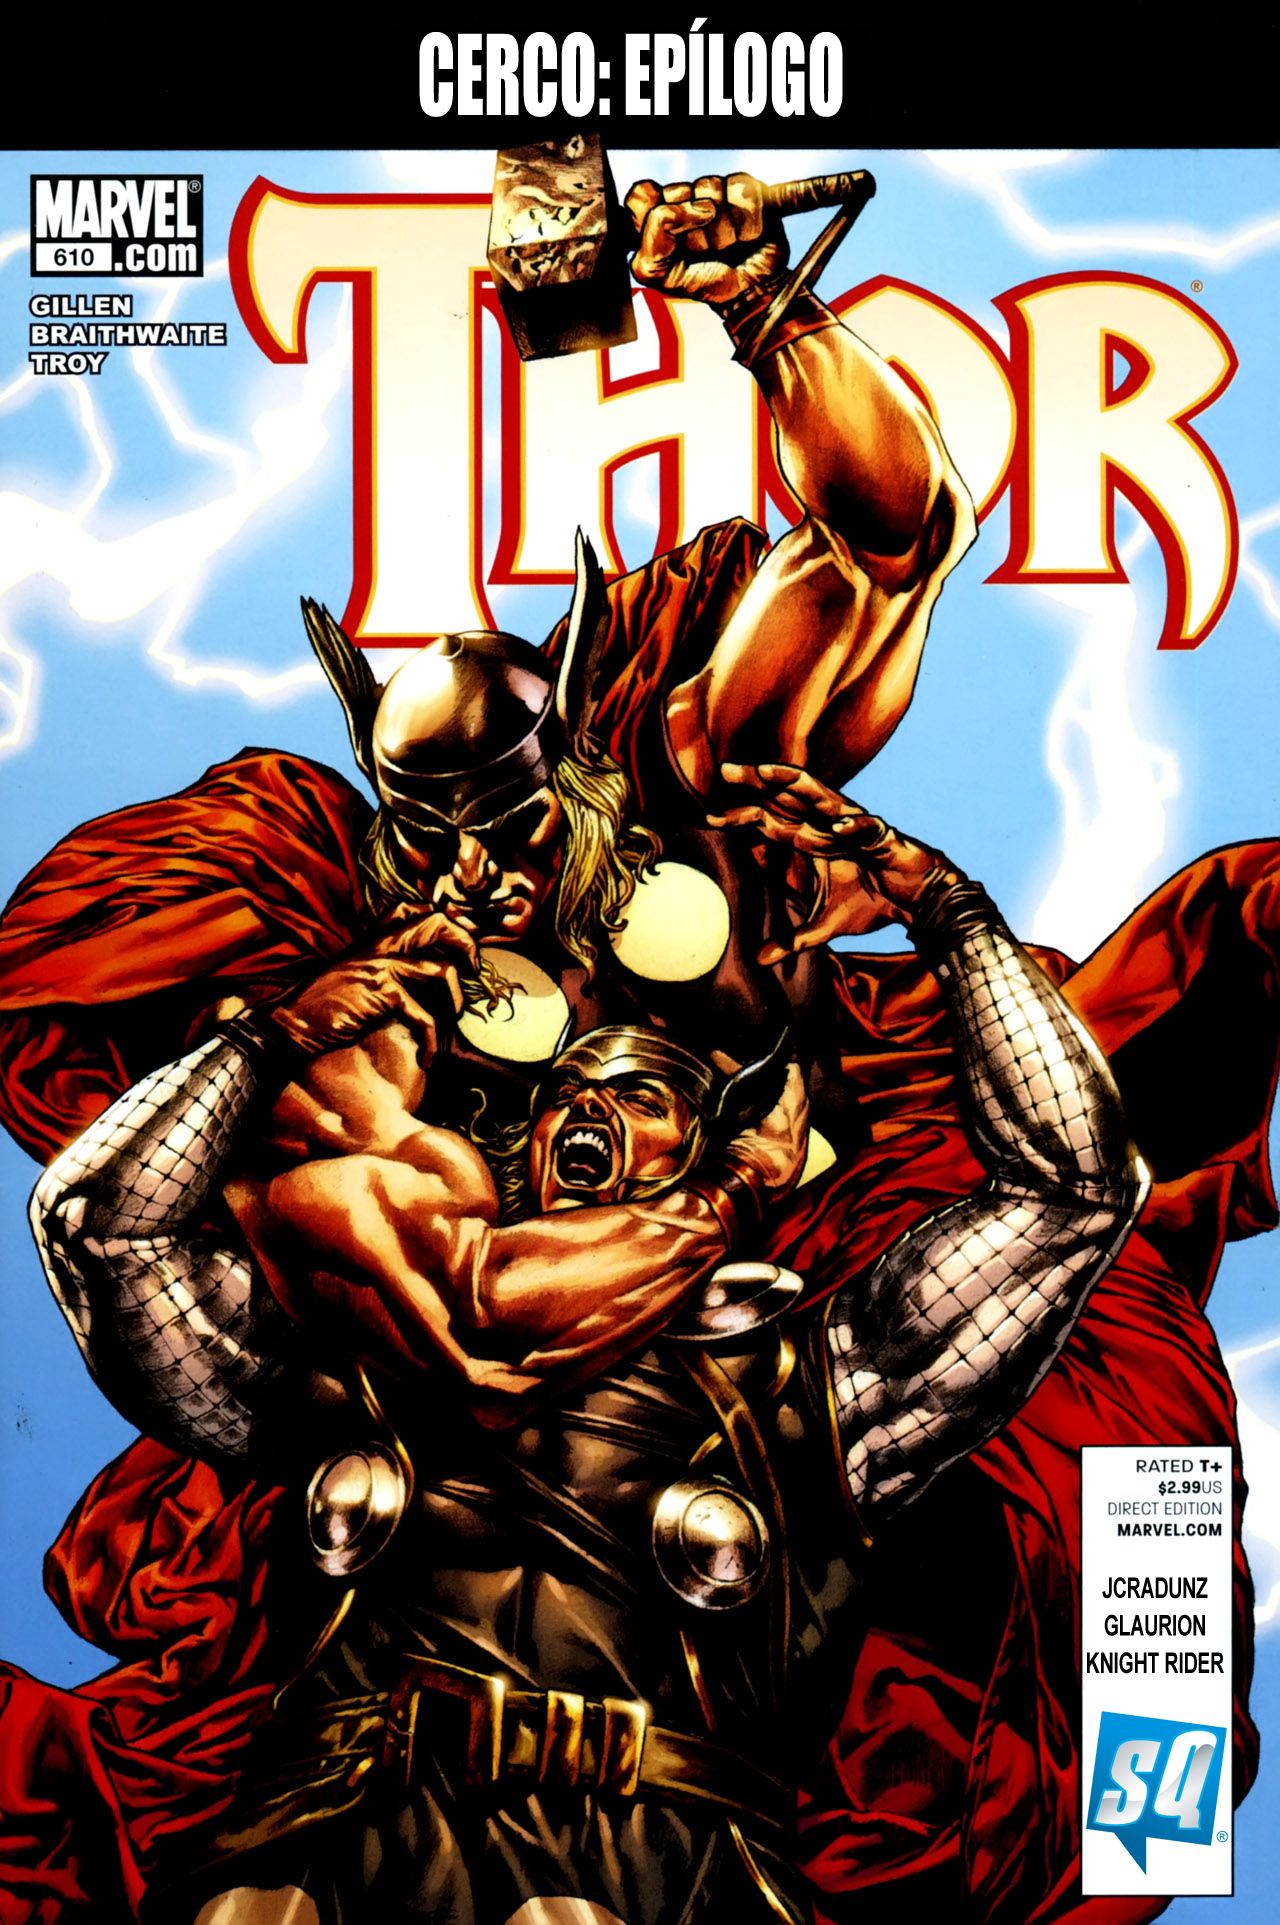 CERCO: EPÍLOGO
MARVEL®
610 .COM
GILLEN
BRAITHWAITE
TROY
THOR®
RATED T+
$2.99US
DIRECT EDITION
MARVEL.COM
JCRADUNZ
GLAURION
KNIGHT RIDER
SQ®